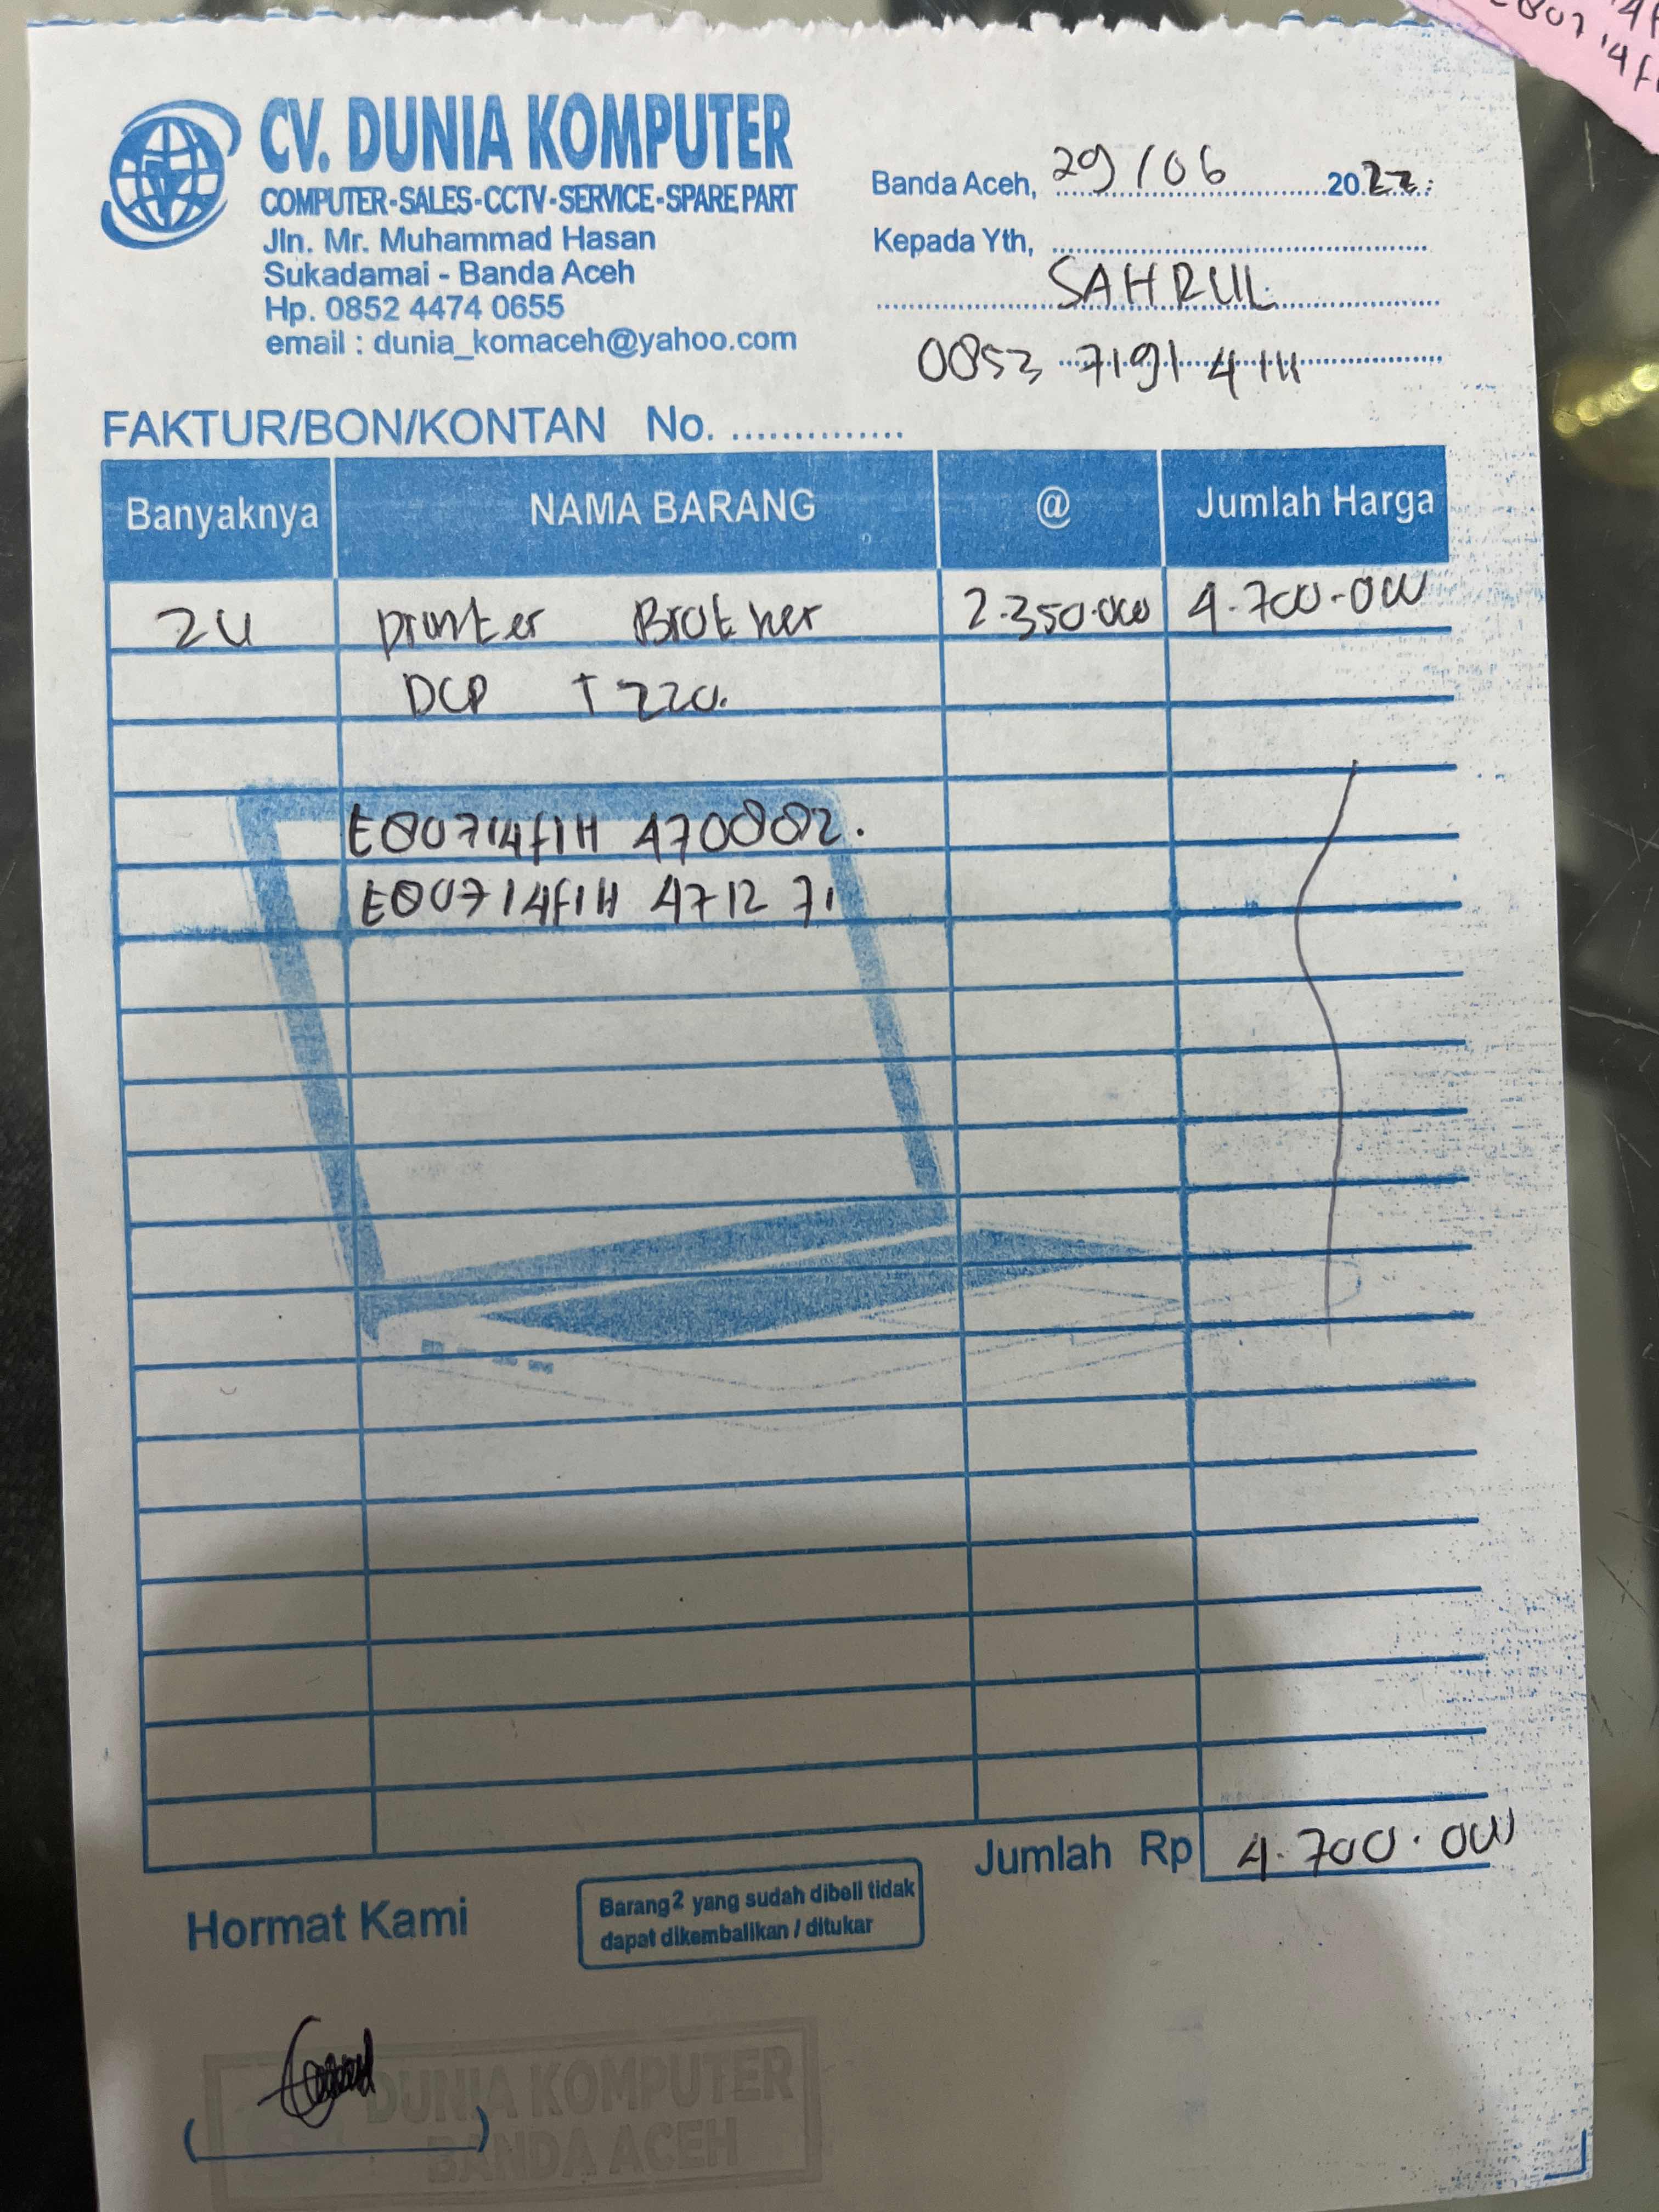 CV. DUNIA KOMPUTER
COMPUTER-SALES-CCTV-SERVICE-SPARE PART
Jln. Mr. Muhammad Hasan
Sukadamai - Banda Aceh
Hp. 0852 4474 0655
email : dunia_komaceh@yahoo.com
Banda Aceh, 29/06 2022
Kepada Yth,
SAHRUL
0853 7191 4111
FAKTUR/BON/KONTAN No.
Banyaknya NAMA BARANG @ Jumlah Harga
2U printer Brother 2.350.000 4.700.000
DCP T220.
E80714F1H 470882.
E80714F1H 471271
Jumlah Rp 4.700.000
Hormat Kami
Barang2 yang sudah dibeli tidak
dapat dikembalikan / ditukar
DUNIA KOMPUTER
BANDA ACEH